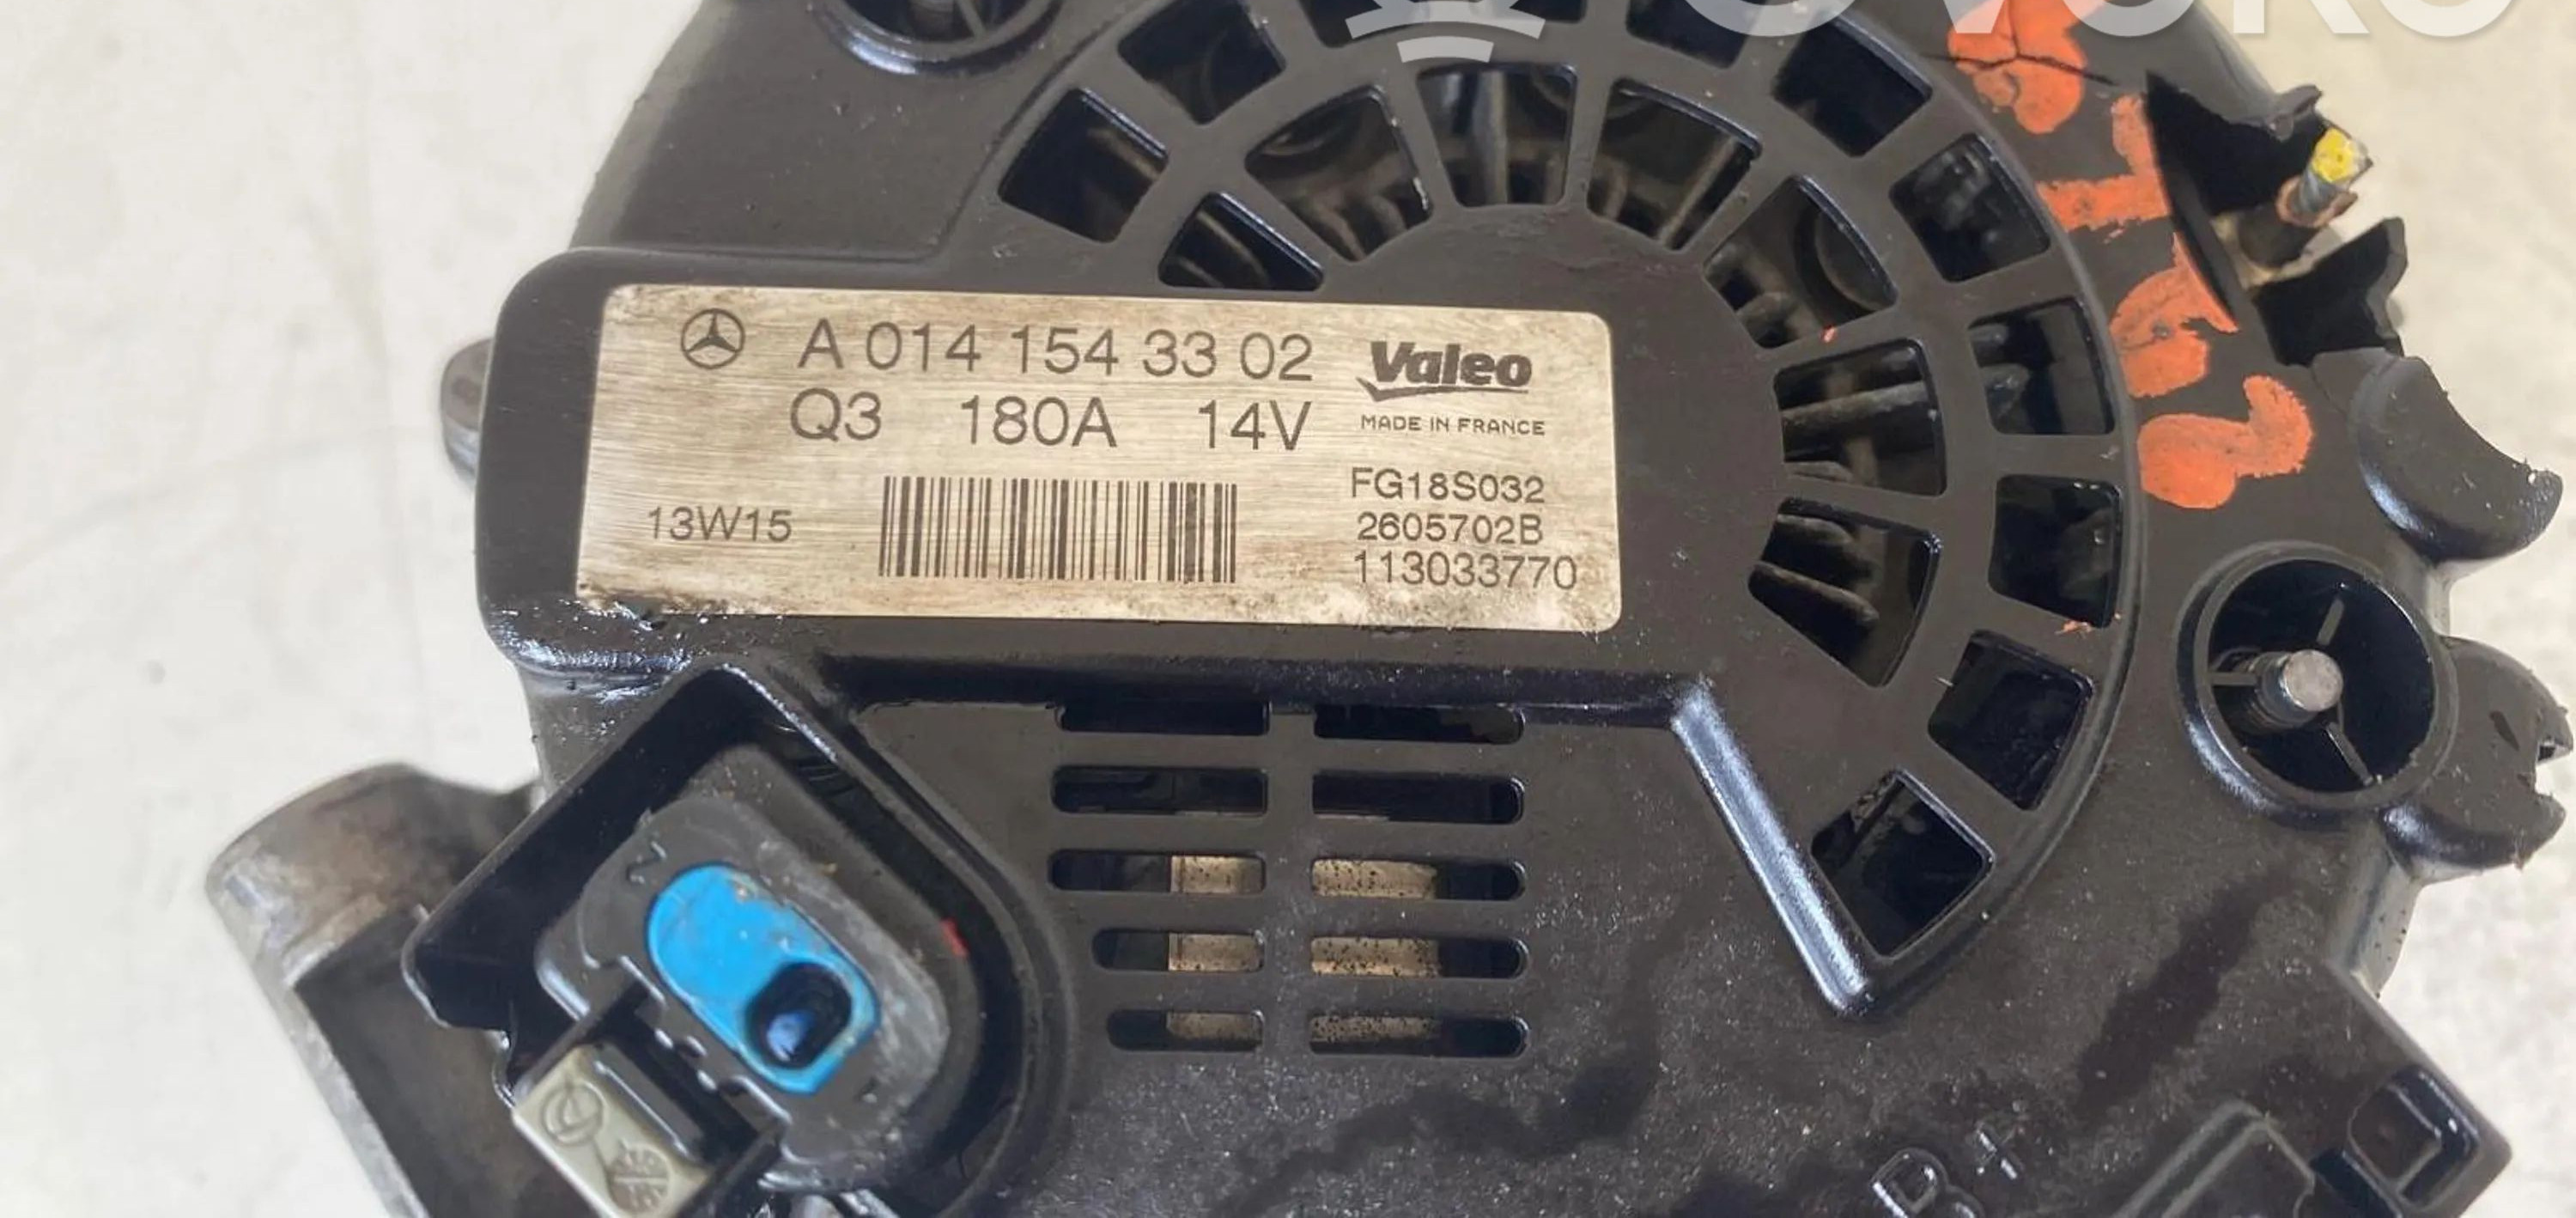 A 014 154 33 02
Q3 180A 14V
Valeo
MADE IN FRANCE
13W15
FG18S032
2605702B
113033770
B+